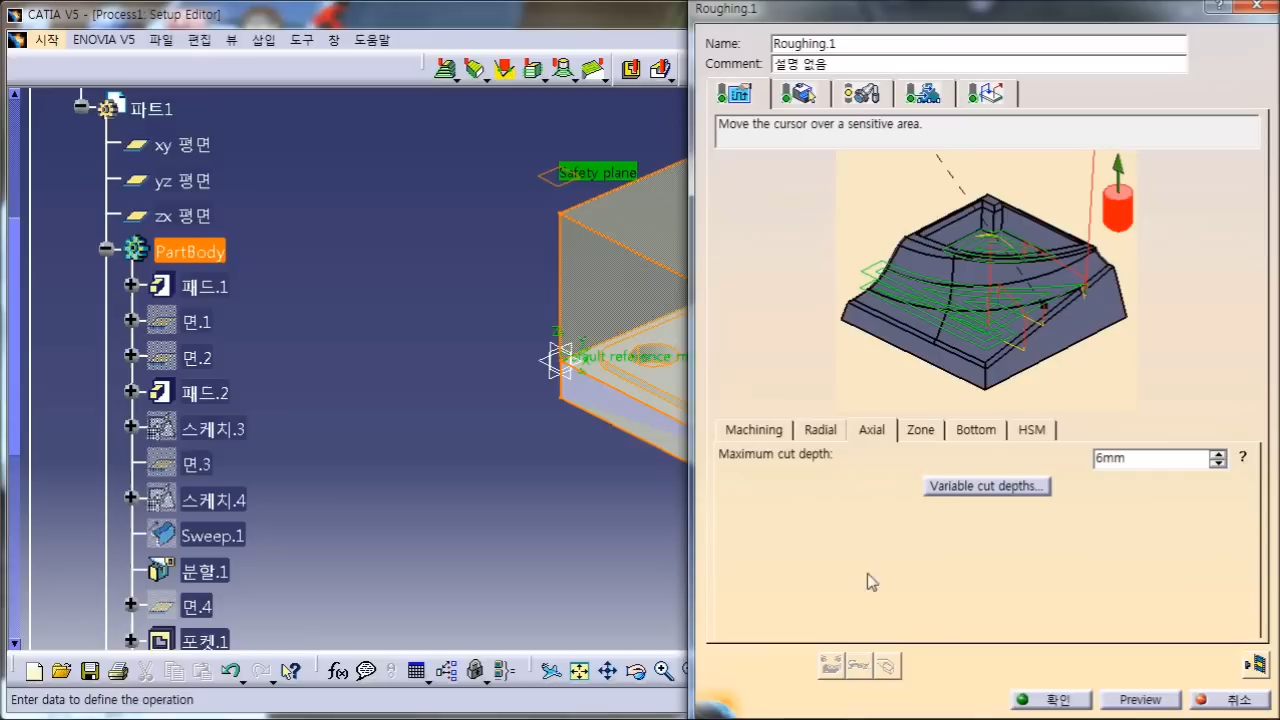 CATIA V5 - [Process1: Setup Editor]
시작 ENOVIA V5 파일 편집 뷰 삽입 도구 창 도움말
파트1
xy 평면
yz 평면
zx 평면
PartBody
패드.1
면.1
면.2
패드.2
스케치.3
면.3
스케치.4
Sweep.1
분할.1
면.4
포켓.1
Safety plane
reference m
Enter data to define the operation
Roughing.1
Name: Roughing.1
Comment: 설명 없음
Move the cursor over a sensitive area.
Machining Radial Axial Zone Bottom HSM
Maximum cut depth: 6mm ?
Variable cut depths...
확인 Preview 취소